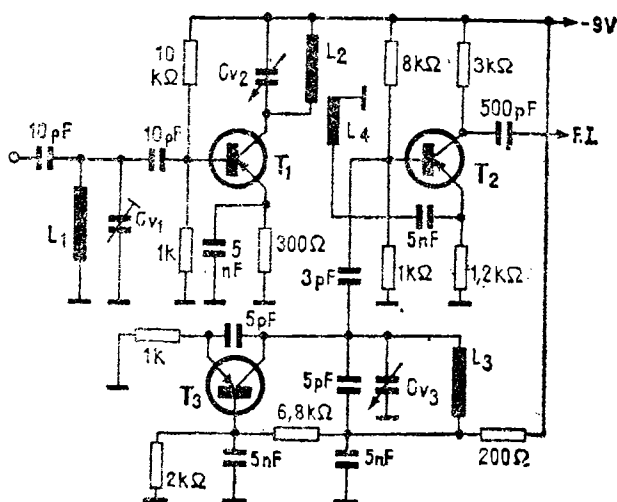 -9V
10
kΩ
Cv2
L2
8kΩ
3kΩ
500pF
F.I.
10pF
10pF
L4
T1
T2
L1
Cv1
5nF
5
nF
300Ω
1k
3pF
1kΩ
1,2kΩ
5pF
1K
L3
T3
5pF
Cv3
6,8kΩ
2kΩ
5nF
5nF
200Ω